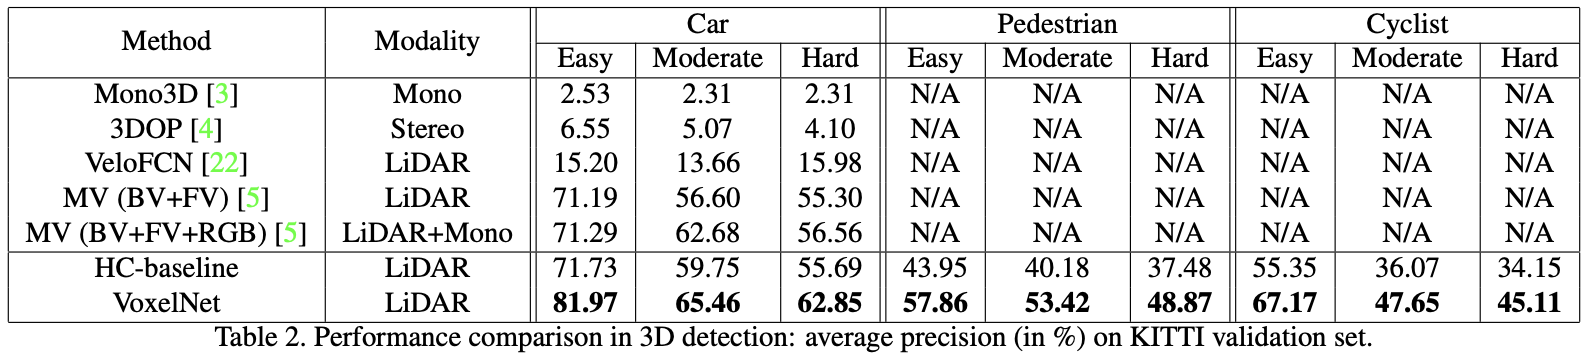 Method Modality Car Pedestrian Cyclist
Easy Moderate Hard Easy Moderate Hard Easy Moderate Hard
Mono3D [3] Mono 2.53 2.31 2.31 N/A N/A N/A N/A N/A N/A
3DOP [4] Stereo 6.55 5.07 4.10 N/A N/A N/A N/A N/A N/A
VeloFCN [22] LiDAR 15.20 13.66 15.98 N/A N/A N/A N/A N/A N/A
MV (BV+FV) [5] LiDAR 71.19 56.60 55.30 N/A N/A N/A N/A N/A N/A
MV (BV+FV+RGB) [5] LiDAR+Mono 71.29 62.68 56.56 N/A N/A N/A N/A N/A N/A
HC-baseline LiDAR 71.73 59.75 55.69 43.95 40.18 37.48 55.35 36.07 34.15
VoxelNet LiDAR 81.97 65.46 62.85 57.86 53.42 48.87 67.17 47.65 45.11
Table 2. Performance comparison in 3D detection: average precision (in %) on KITTI validation set.